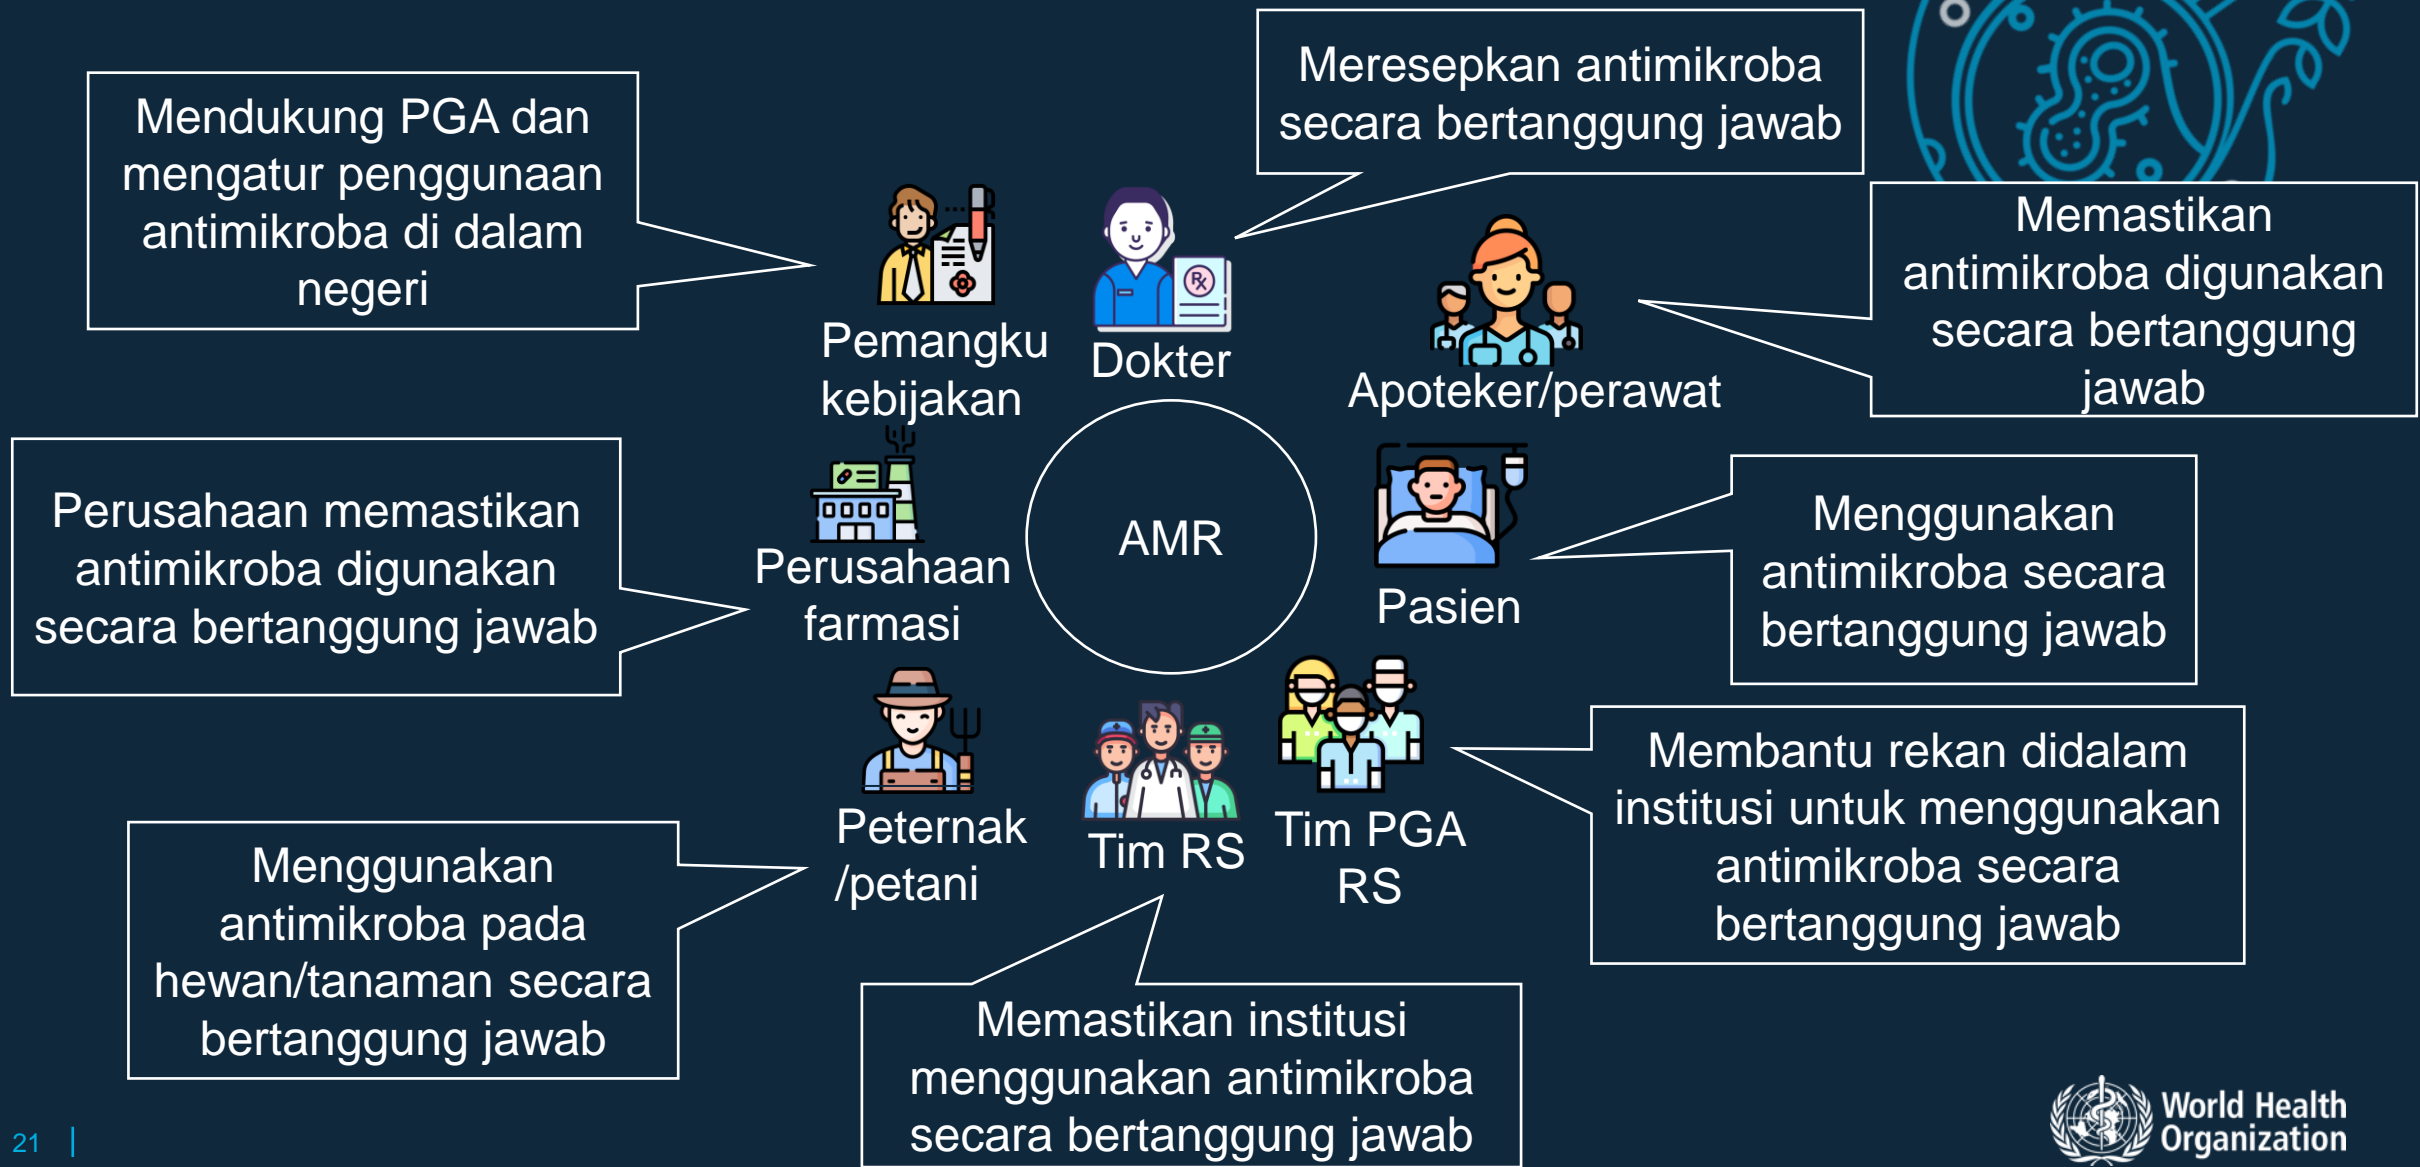 Meresepkan antimikroba
secara bertanggung jawab
Mendukung PGA dan
mengatur penggunaan
antimikroba di dalam
negeri
Memastikan
antimikroba digunakan
secara bertanggung
jawab
Pemangku
kebijakan
Dokter
Rx
Apoteker/perawat
Perusahaan memastikan
antimikroba digunakan
secara bertanggung jawab
Perusahaan
farmasi
AMR
Pasien
Menggunakan
antimikroba secara
bertanggung jawab
Peternak
/petani
Tim RS
Tim PGA
RS
Membantu rekan didalam
institusi untuk menggunakan
antimikroba secara
bertanggung jawab
Menggunakan
antimikroba pada
hewan/tanaman secara
bertanggung jawab
Memastikan institusi
menggunakan antimikroba
secara bertanggung jawab
21 |
World Health
Organization